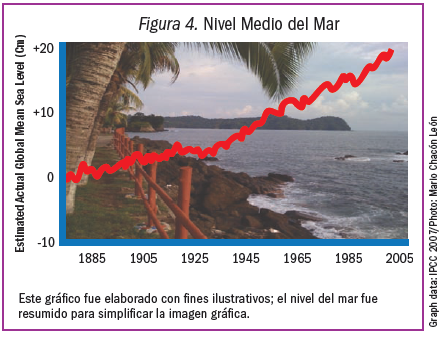 Figura 4. Nivel Medio del Mar
Estimated Actual Global Mean Sea Level (Cm)
+20
+10
0
-10
1885 1905 1925 1945 1965 1985 2005
Este gráfico fue elaborado con fines ilustrativos; el nivel del mar fue
resumido para simplificar la imagen gráfica.
Graph data: IPCC 2007/Photo: Mario Chacón León